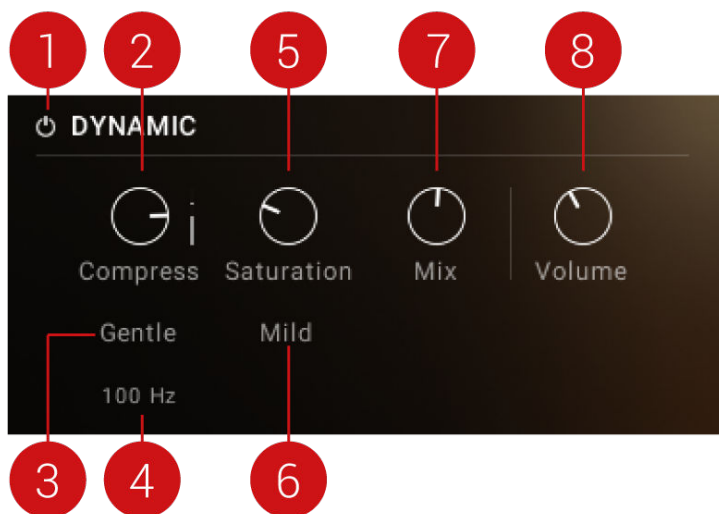 1 2 5 7 8
DYNAMIC
Compress Saturation Mix Volume
Gentle Mild
100 Hz
3 4 6